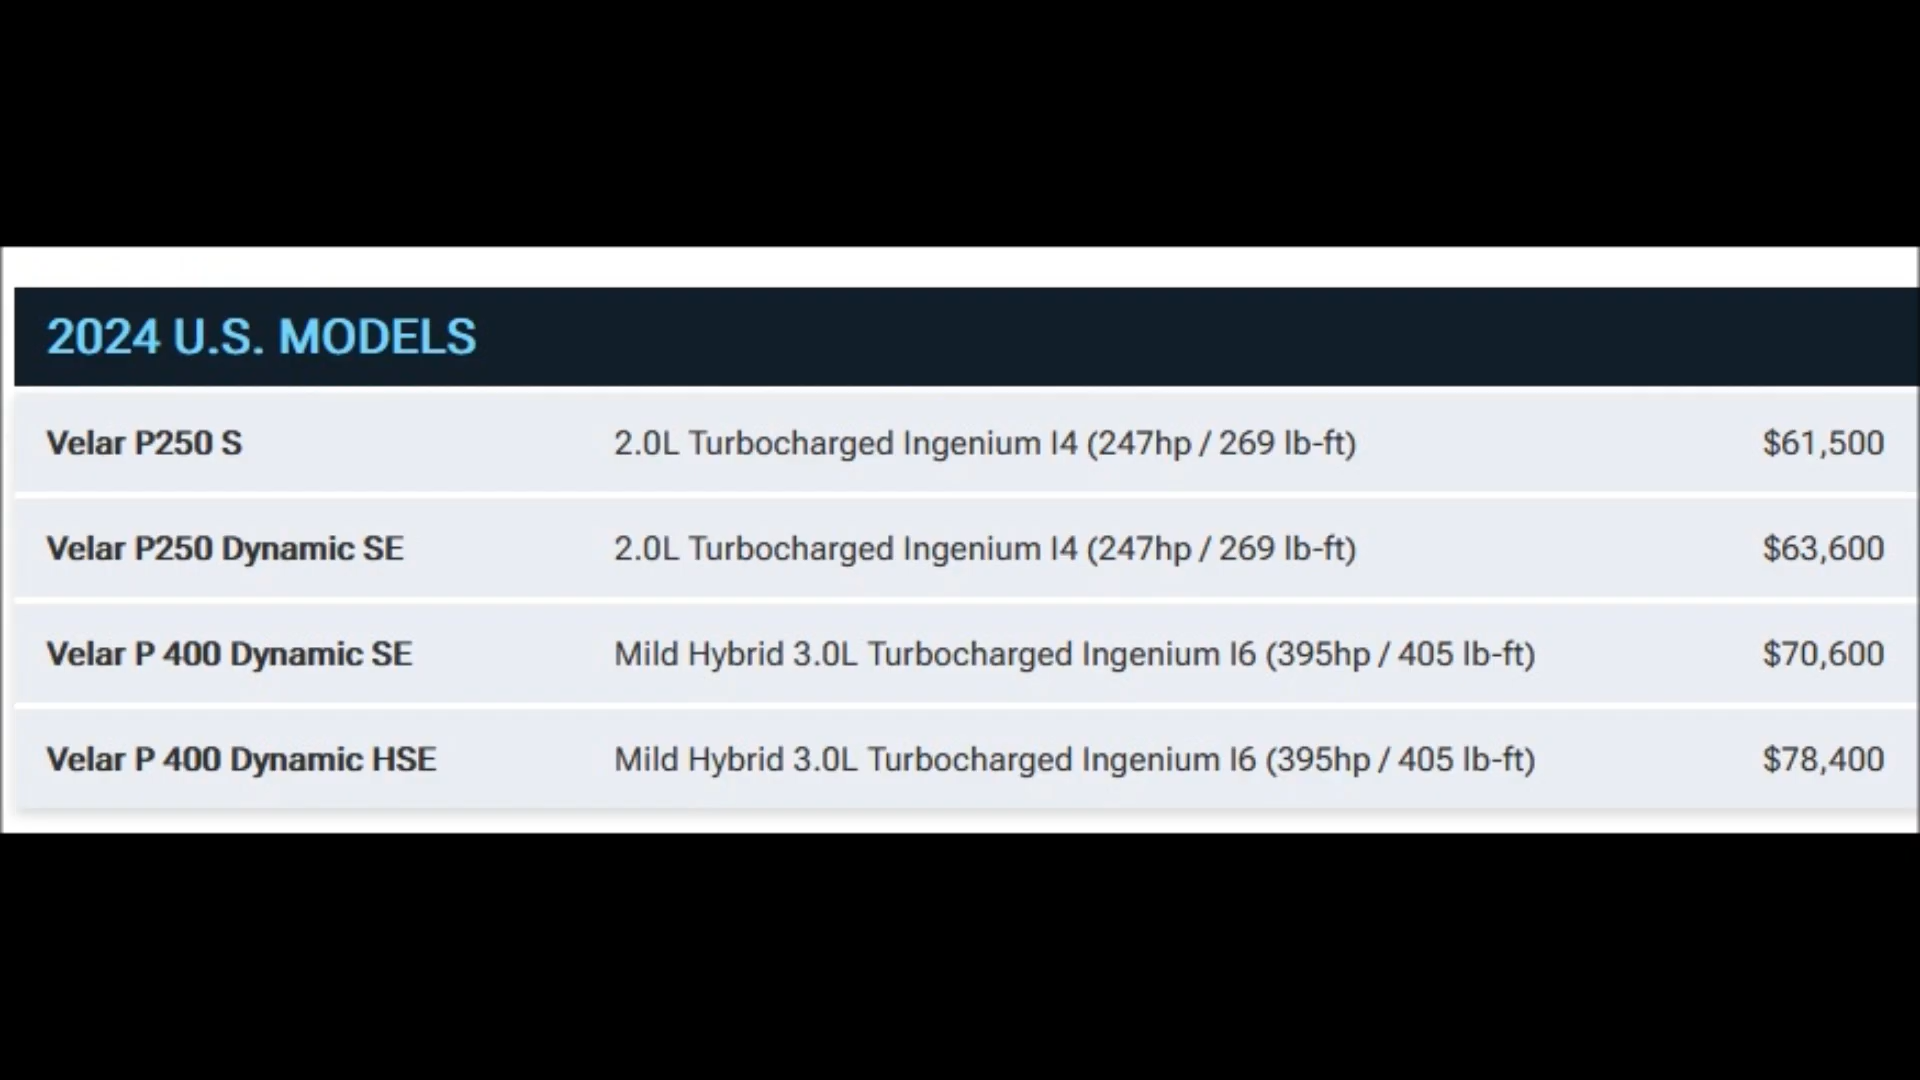 2024 U.S. MODELS
Velar P250 S 2.0L Turbocharged Ingenium I4 (247hp / 269 lb-ft) $61,500
Velar P250 Dynamic SE 2.0L Turbocharged Ingenium I4 (247hp / 269 lb-ft) $63,600
Velar P 400 Dynamic SE Mild Hybrid 3.0L Turbocharged Ingenium I6 (395hp / 405 lb-ft) $70,600
Velar P 400 Dynamic HSE Mild Hybrid 3.0L Turbocharged Ingenium I6 (395hp / 405 lb-ft) $78,400